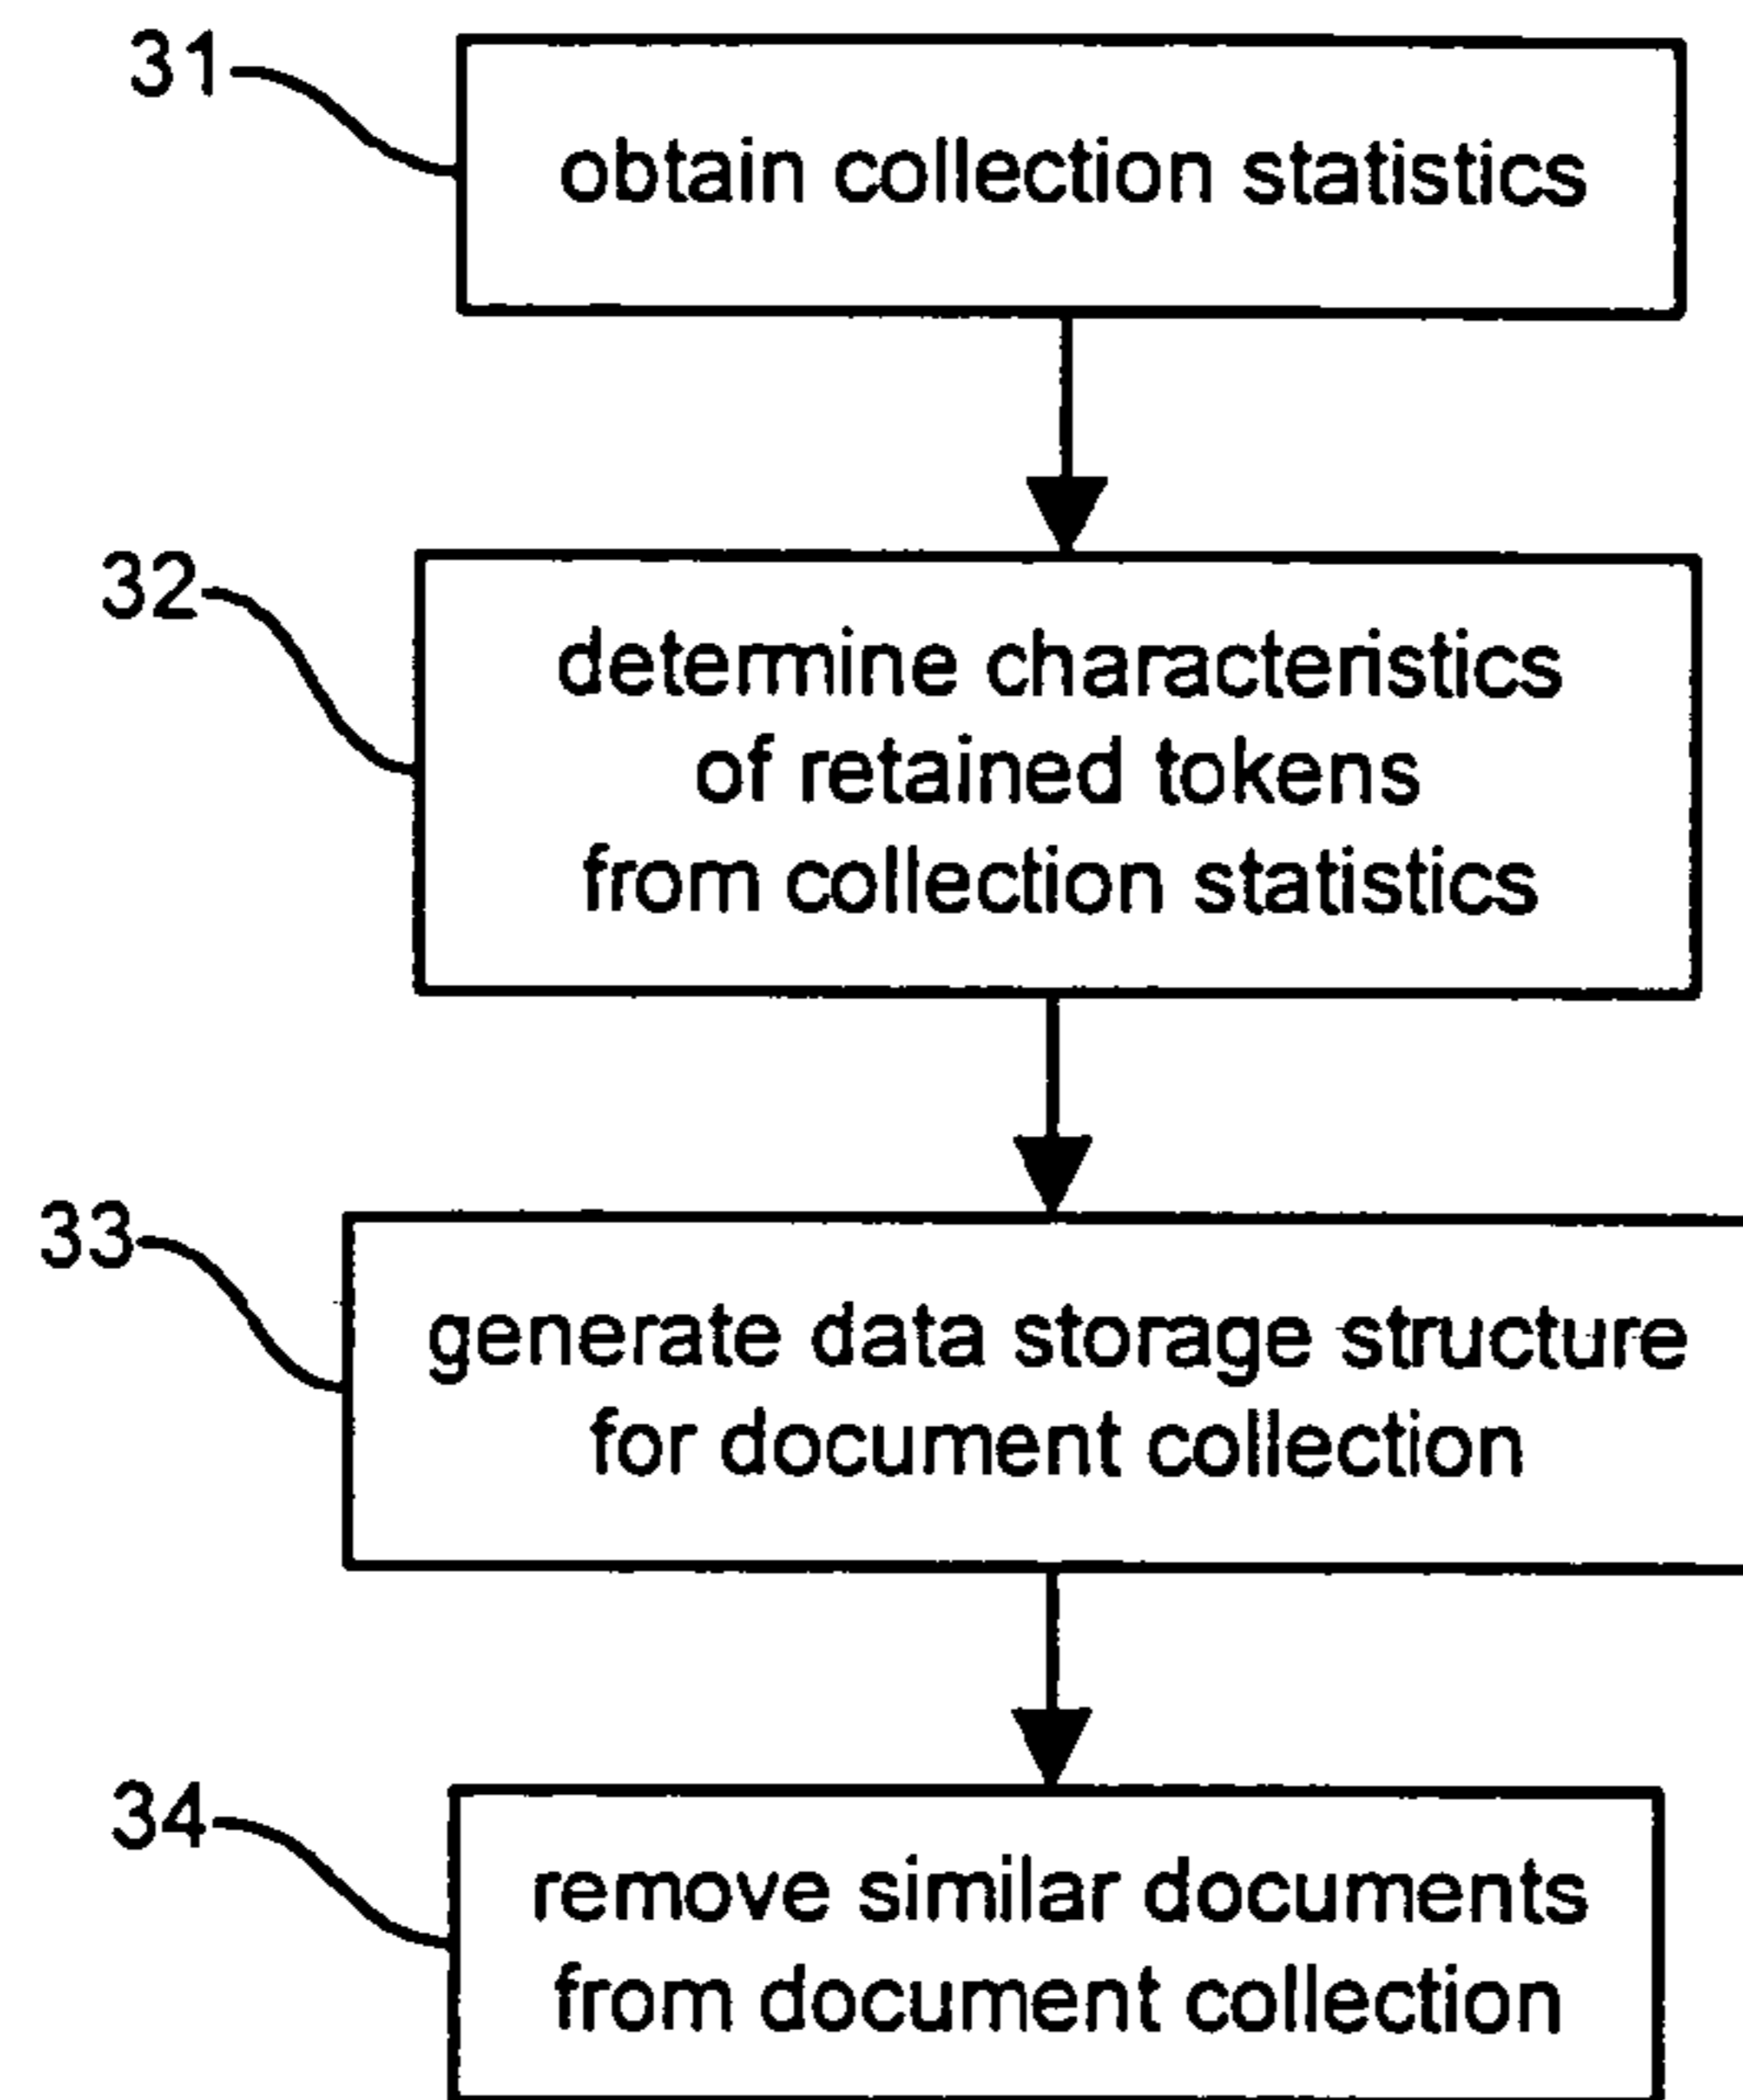 31
obtain collection statistics
32
determine characteristics
of retained tokens
from collection statistics
33
generate data storage structure
for document collection
34
remove similar documents
from document collection